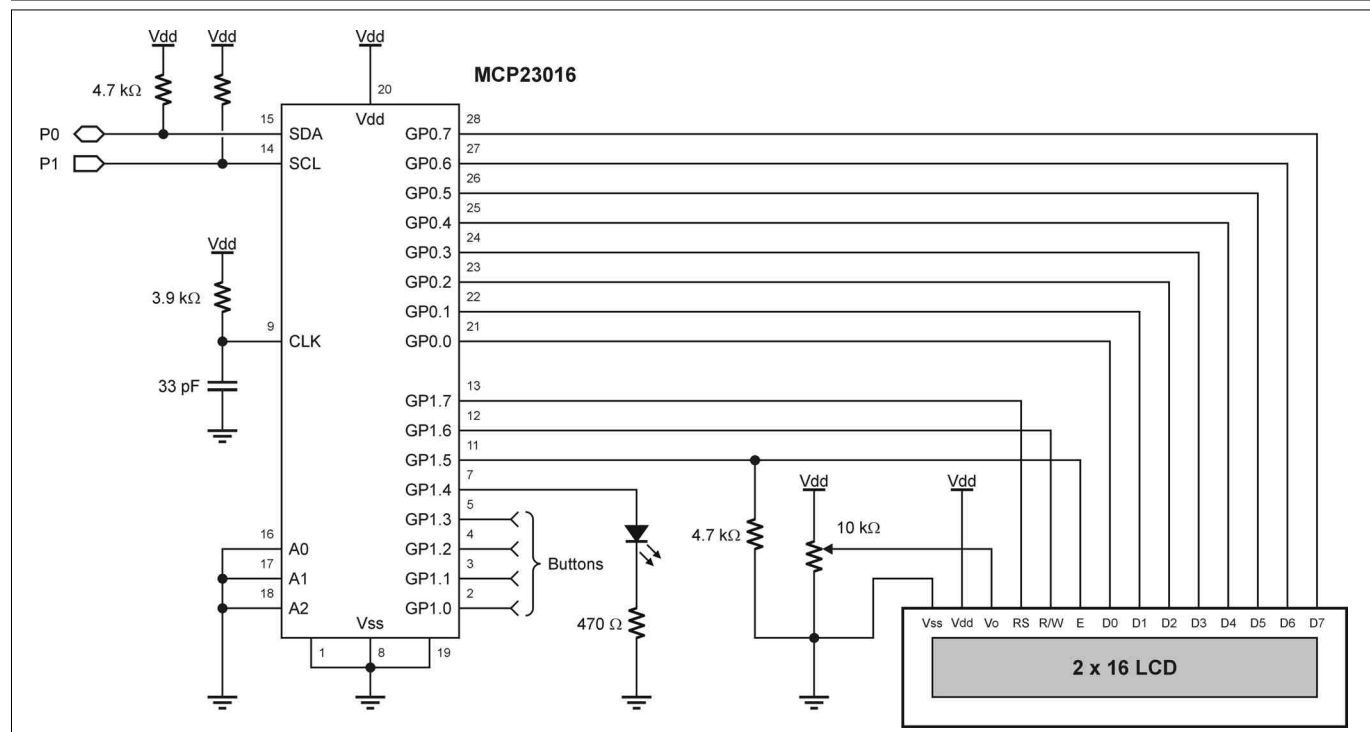 Vdd
Vdd
Vdd
MCP23016
4.7 kΩ
20
Vdd
P0
15
SDA
GP0.7
28
P1
14
SCL
GP0.6
27
GP0.5
26
GP0.4
25
Vdd
GP0.3
24
3.9 kΩ
GP0.2
23
GP0.1
22
9
CLK
GP0.0
21
33 pF
GP1.7
13
GP1.6
12
GP1.5
11
GP1.4
7
Vdd
Vdd
GP1.3
5
4.7 kΩ
10 kΩ
16
A0
GP1.2
4
Buttons
17
A1
GP1.1
3
18
A2
GP1.0
2
Vss
470 Ω
1
8
19
Vss Vdd Vo RS R/W E D0 D1 D2 D3 D4 D5 D6 D7
2 x 16 LCD